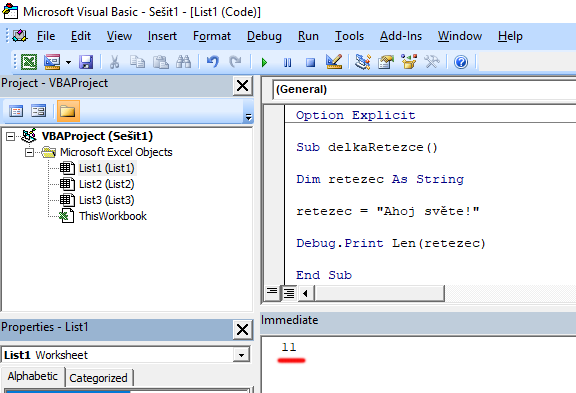 Microsoft Visual Basic - Sešit1 - [List1 (Code)]
File Edit View Insert Format Debug Run Tools Add-Ins Window Help
Project - VBAProject
VBAProject (Sešit1)
Microsoft Excel Objects
List1 (List1)
List2 (List2)
List3 (List3)
ThisWorkbook
Properties - List1
List1 Worksheet
Alphabetic Categorized
(General)
Option Explicit
Sub delkaRetezce()
Dim retezec As String
retezec = "Ahoj světe!"
Debug.Print Len(retezec)
End Sub
Immediate
11